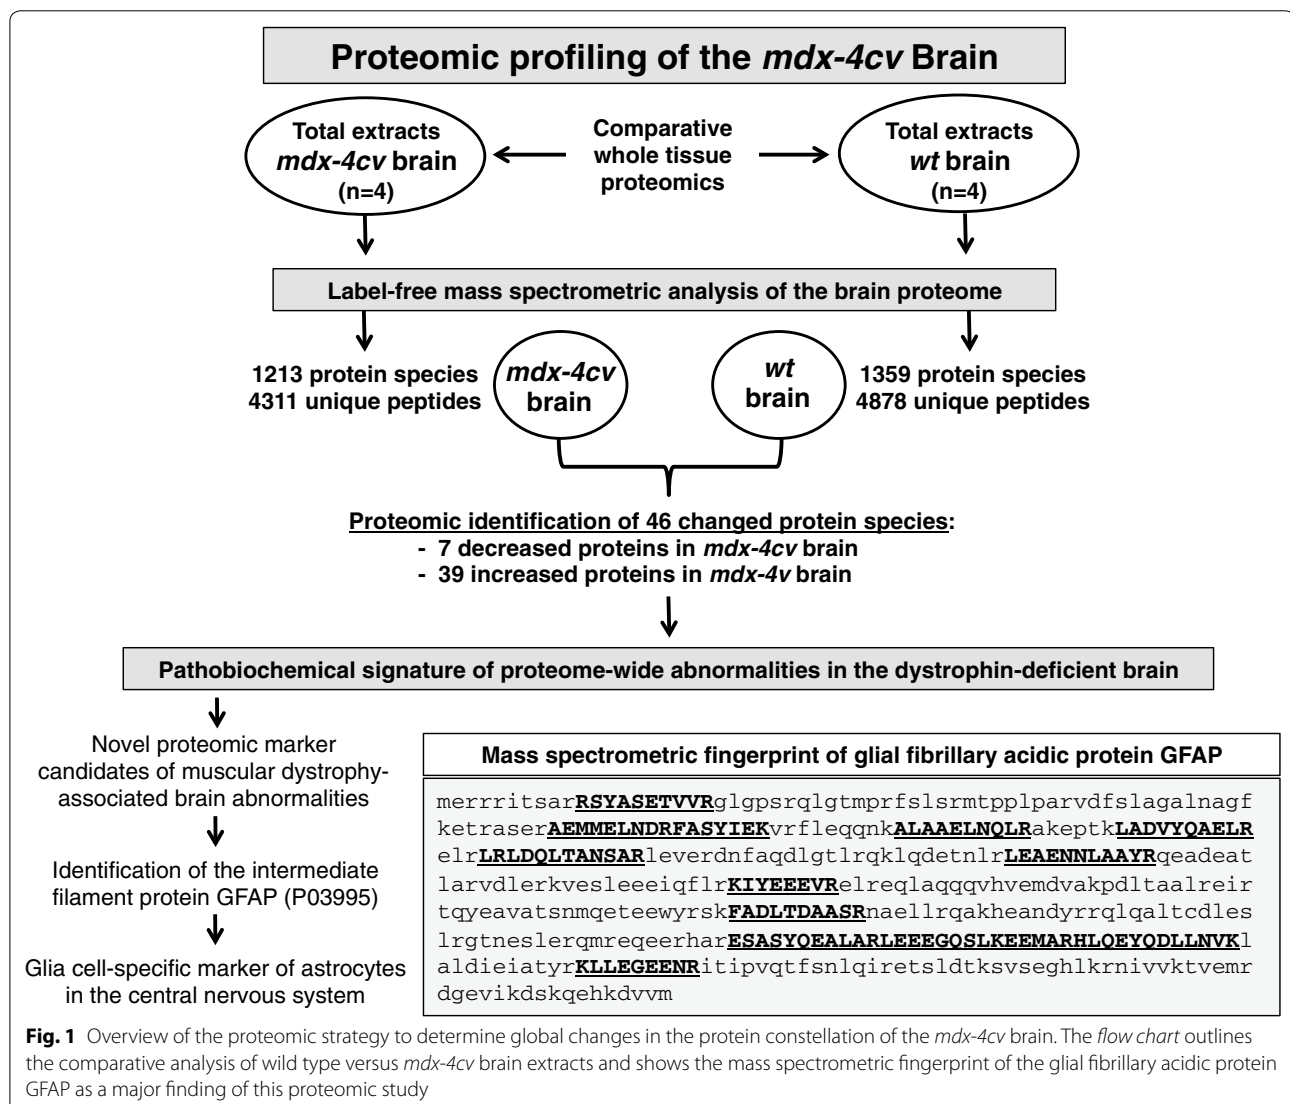 Proteomic profiling of the mdx-4cv Brain
Total extracts
mdx-4cv brain
(n=4)
Comparative
whole tissue
proteomics
Total extracts
wt brain
(n=4)
Label-free mass spectrometric analysis of the brain proteome
1213 protein species
4311 unique peptides
mdx-4cv
brain
wt
brain
1359 protein species
4878 unique peptides
Proteomic identification of 46 changed protein species:
- 7 decreased proteins in mdx-4cv brain
- 39 increased proteins in mdx-4v brain
Pathobiochemical signature of proteome-wide abnormalities in the dystrophin-deficient brain
Novel proteomic marker
candidates of muscular dystrophy-
associated brain abnormalities
Identification of the intermediate
filament protein GFAP (P03995)
Glia cell-specific marker of astrocytes
in the central nervous system
Mass spectrometric fingerprint of glial fibrillary acidic protein GFAP
merrritsarRSYASETVVRglgpsrqlgtmprfslsrmtpplparvdfslagalnagf
ketraserAEMMELNDRFASYIEKvrfleqqnkALAAELNQLRakeptkLADVYQAELR
elrLRLDQLTANSARleverdnfaqdlgtlrqklqdetnlrLEAENNLAAYRqeadeat
larvdlerkvesleeeiqflrKIYEEEVRelreqlaqqqvhvemdvakpdltaalreir
tqyeavatsnmqeteewyrskFADLTDAASRnaellrqakheandyrrqlqaltcdles
lrgtneslerqmreqeerharESASYQEALARLEEEGQSLKEEMARHLQEYQDLLNVKl
aldieiatyrKLLEGEENRitipvqtfsnlqiretsldtksvseghlkrnivvktvemr
dgevikdskqehkdvvm
Fig. 1 Overview of the proteomic strategy to determine global changes in the protein constellation of the mdx-4cv brain. The flow chart outlines
the comparative analysis of wild type versus mdx-4cv brain extracts and shows the mass spectrometric fingerprint of the glial fibrillary acidic protein
GFAP as a major finding of this proteomic study